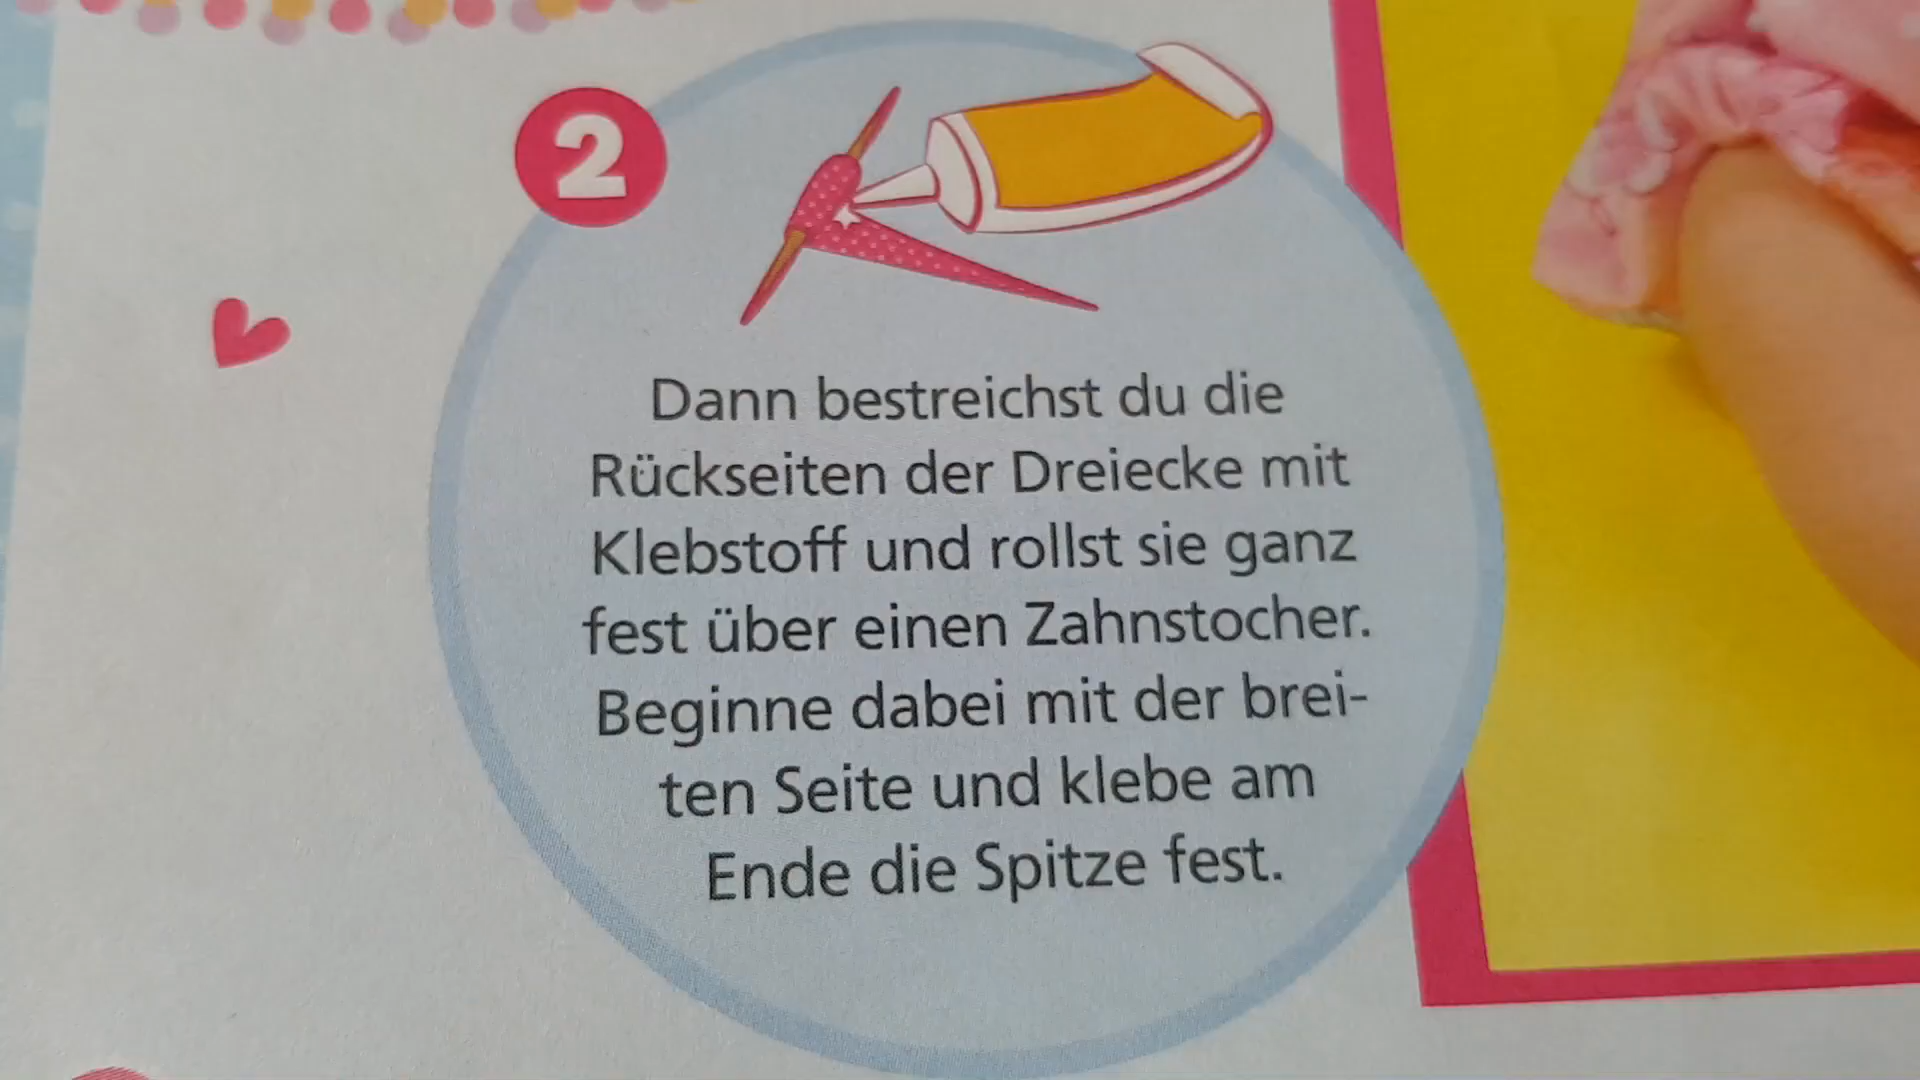 2
Dann bestreichst du die
Rückseiten der Dreiecke mit
Klebstoff und rollst sie ganz
fest über einen Zahnstocher.
Beginne dabei mit der brei-
ten Seite und klebe am
Ende die Spitze fest.